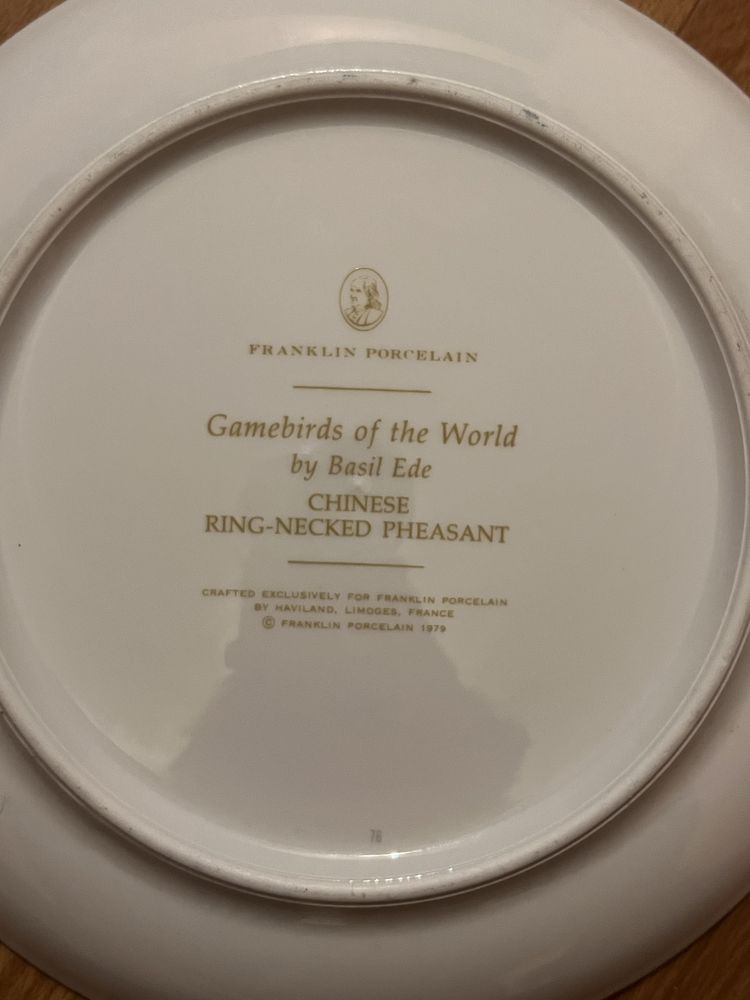 FRANKLIN PORCELAIN
Gamebirds of the World
by Basil Ede
CHINESE
RING-NECKED PHEASANT
CRAFTED EXCLUSIVELY FOR FRANKLIN PORCELAIN
BY HAVILAND, LIMOGES, FRANCE
© FRANKLIN PORCELAIN 1979